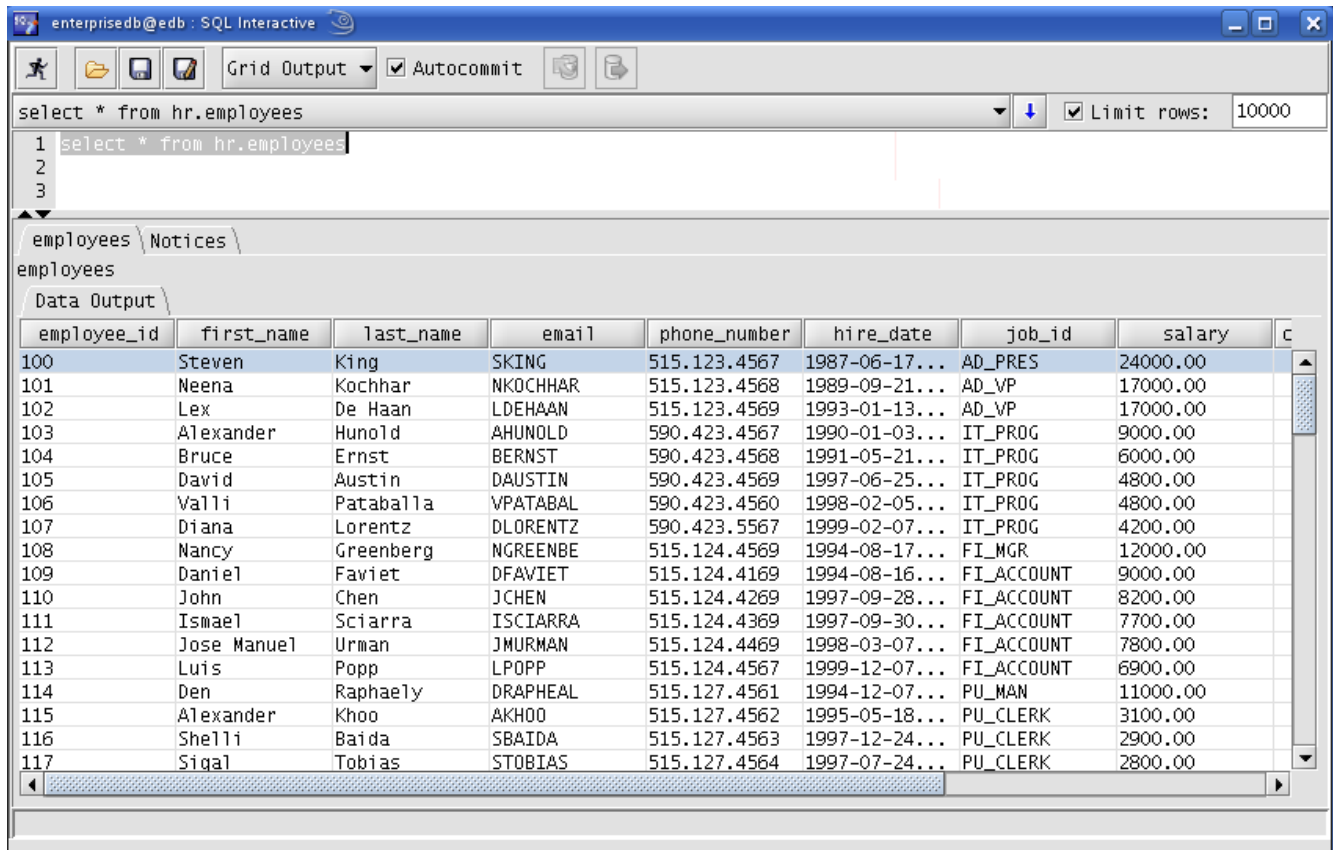 enterprisedb@edb : SQL Interactive
Grid Output Autocommit
select * from hr.employees Limit rows: 10000
1 select * from hr.employees
2
3
employees Notices
employees
Data Output
employee_id first_name last_name email phone_number hire_date job_id salary c
100 Steven King SKING 515.123.4567 1987-06-17... AD_PRES 24000.00
101 Neena Kochhar NKOCHHAR 515.123.4568 1989-09-21... AD_VP 17000.00
102 Lex De Haan LDEHAAN 515.123.4569 1993-01-13... AD_VP 17000.00
103 Alexander Hunold AHUNOLD 590.423.4567 1990-01-03... IT_PROG 9000.00
104 Bruce Ernst BERNST 590.423.4568 1991-05-21... IT_PROG 6000.00
105 David Austin DAUSTIN 590.423.4569 1997-06-25... IT_PROG 4800.00
106 Valli Pataballa VPATABAL 590.423.4560 1998-02-05... IT_PROG 4800.00
107 Diana Lorentz DLORENTZ 590.423.5567 1999-02-07... IT_PROG 4200.00
108 Nancy Greenberg NGREENBE 515.124.4569 1994-08-17... FI_MGR 12000.00
109 Daniel Faviet DFAVIET 515.124.4169 1994-08-16... FI_ACCOUNT 9000.00
110 John Chen JCHEN 515.124.4269 1997-09-28... FI_ACCOUNT 8200.00
111 Ismael Sciarra ISCIARRA 515.124.4369 1997-09-30... FI_ACCOUNT 7700.00
112 Jose Manuel Urman JMURMAN 515.124.4469 1998-03-07... FI_ACCOUNT 7800.00
113 Luis Popp LPOPP 515.124.4567 1999-12-07... FI_ACCOUNT 6900.00
114 Den Raphaely DRAPHEAL 515.127.4561 1994-12-07... PU_MAN 11000.00
115 Alexander Khoo AKHOO 515.127.4562 1995-05-18... PU_CLERK 3100.00
116 Shelli Baida SBAIDA 515.127.4563 1997-12-24... PU_CLERK 2900.00
117 Sigal Tobias STOBIAS 515.127.4564 1997-07-24... PU_CLERK 2800.00